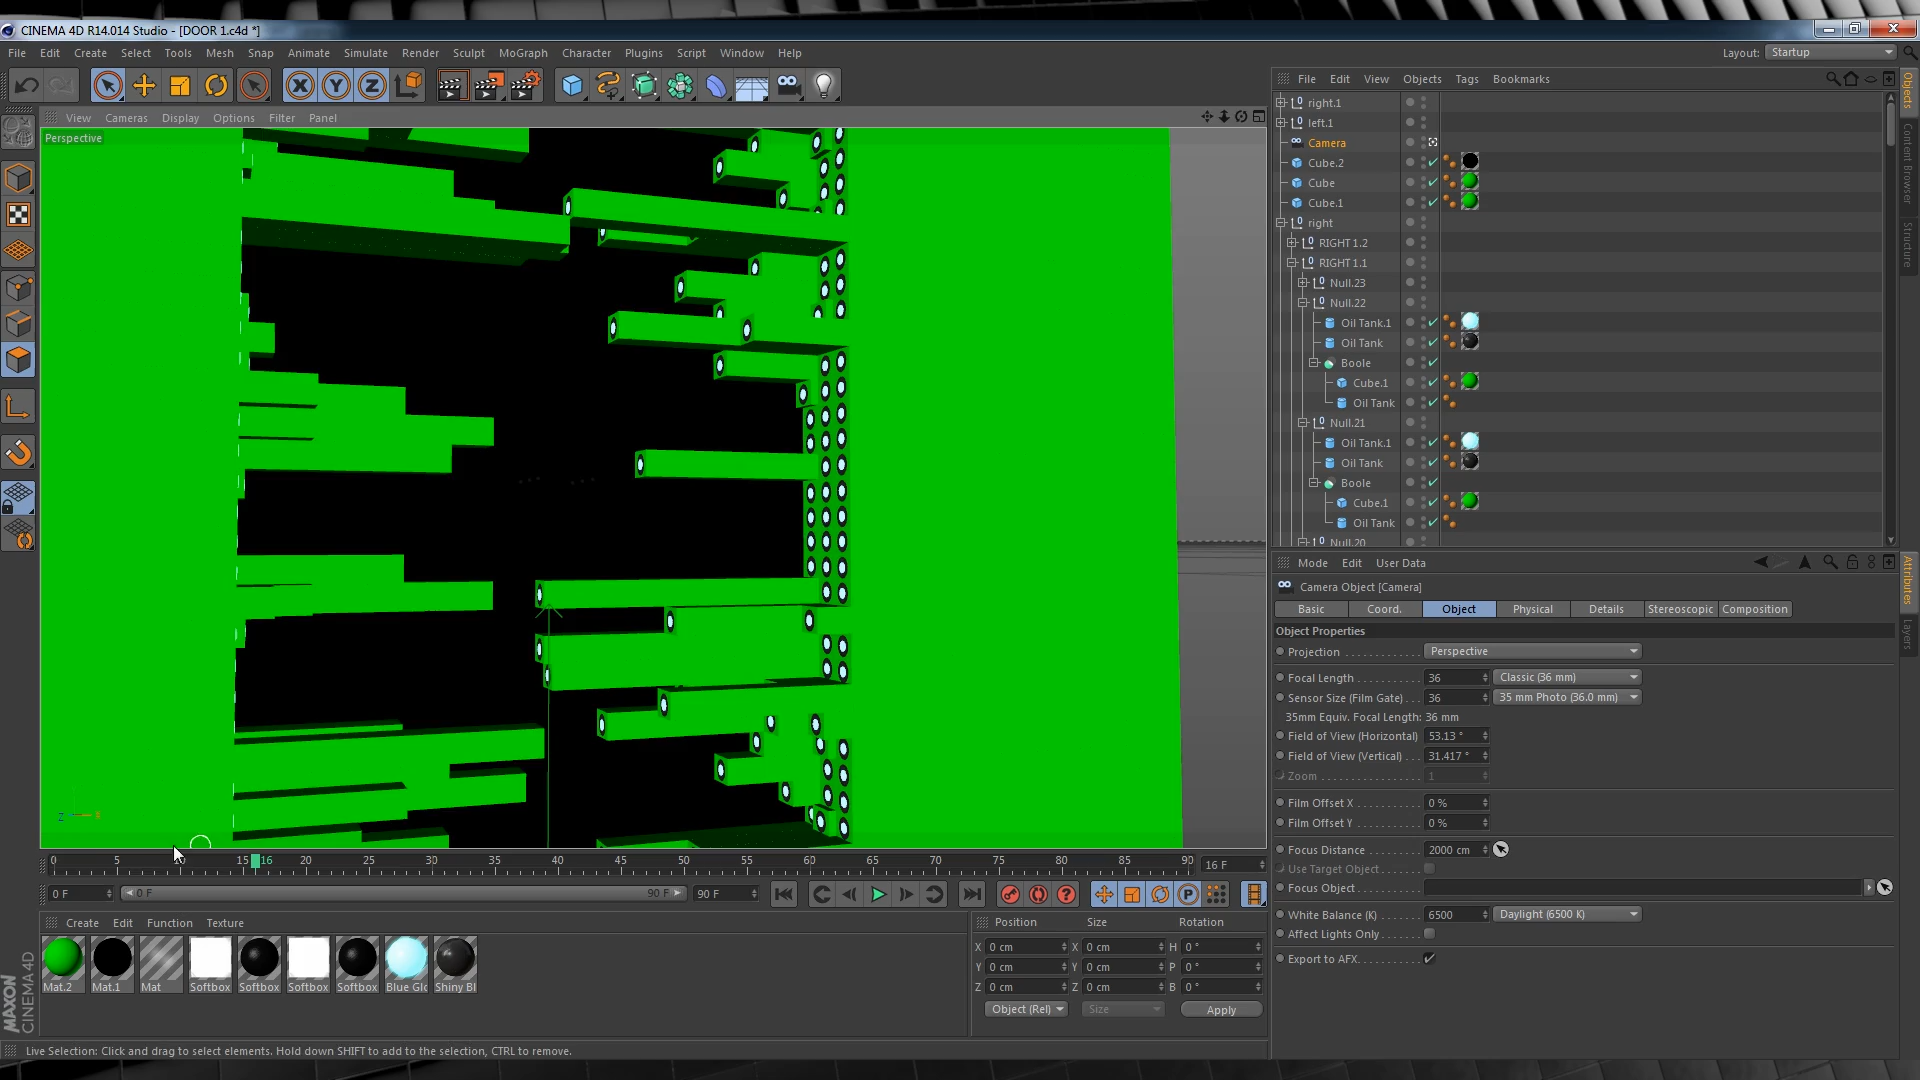 CINEMA 4D R14.014 Studio - [DOOR 1.c4d *]
File Edit Create Select Tools Mesh Snap Animate Simulate Render Sculpt MoGraph Character Plugins Script Window Help
Layout: Startup
X Y Z
View Cameras Display Options Filter Panel
Perspective
Z
0 5 10 15 16 20 25 30 35 40 45 50 55 60 65 70 75 80 85 90 16 F
0 F 0 F 90 F 90 F
P
Create Edit Function Texture
Mat.2 Mat.1 Mat Softbox Softbox Softbox Softbox Blue Glo Shiny Bl
Position Size Rotation
X 0 cm X 0 cm H 0 °
Y 0 cm Y 0 cm P 0 °
Z 0 cm Z 0 cm B 0 °
Object (Rel) Size Apply
MAXON CINEMA 4D
Live Selection: Click and drag to select elements. Hold down SHIFT to add to the selection, CTRL to remove.
File Edit View Objects Tags Bookmarks
right.1
left.1
Camera
Cube.2
Cube
Cube.1
right
RIGHT 1.2
RIGHT 1.1
Null.23
Null.22
Oil Tank.1
Oil Tank
Boole
Cube.1
Oil Tank
Null.21
Oil Tank.1
Oil Tank
Boole
Cube.1
Oil Tank
Null.20
Objects
Content Browser
Structure
Mode Edit User Data
Camera Object [Camera]
Basic Coord. Object Physical Details Stereoscopic Composition
Object Properties
Projection Perspective
Focal Length 36 Classic (36 mm)
Sensor Size (Film Gate) 36 35 mm Photo (36.0 mm)
35mm Equiv. Focal Length: 36 mm
Field of View (Horizontal) 53.13 °
Field of View (Vertical) 31.417 °
Zoom 1
Film Offset X 0 %
Film Offset Y 0 %
Focus Distance 2000 cm
Use Target Object
Focus Object
White Balance (K) 6500 Daylight (6500 K)
Affect Lights Only
Export to AFX
Attributes
Layers